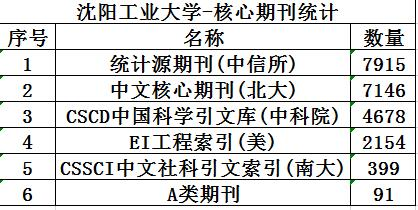 沈阳工业大学-核心期刊统计
序号 名称 数量
1 统计源期刊(中信所) 7915
2 中文核心期刊(北大) 7146
3 CSCD中国科学引文库(中科院) 4678
4 EI工程索引(美) 2154
5 CSSCI中文社科引文索引(南大) 399
6 A类期刊 91